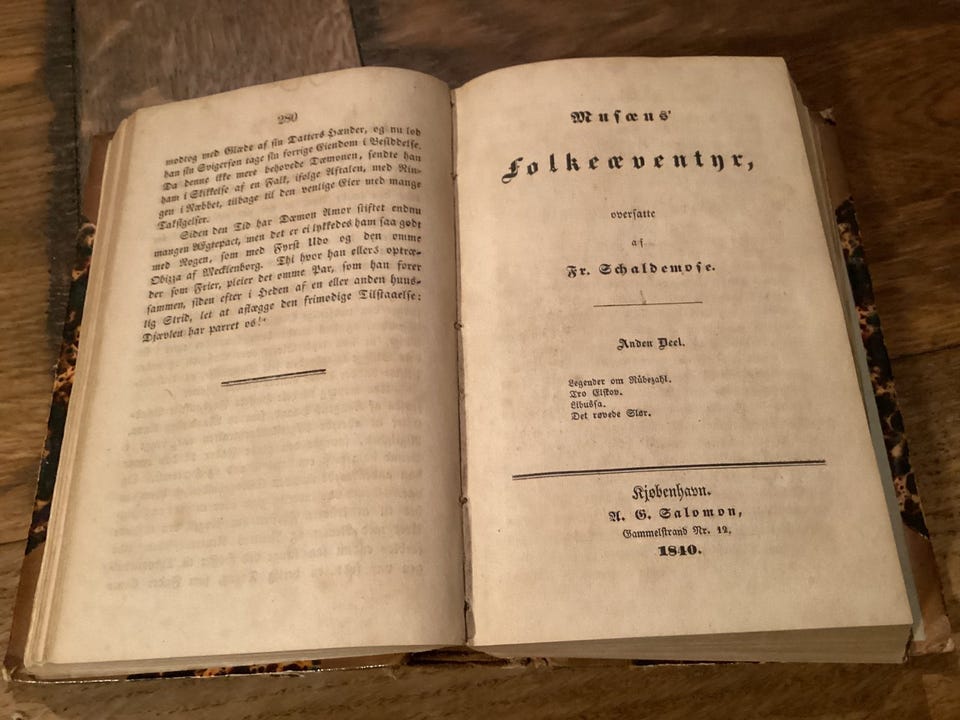 280
modtog med Glæde af sin Datters Hænder, og nu lod
han sin Svigersøn tage sin forrige Eiendom i Besiddelse.
Da denne ikke mere behøvede Dæmonen, sendte han
ham i Skikkelse af en Falk, ifølge Aftalen, med Rin-
gen i Næbbet, tilbage til den venlige Eier med mange
Taksigelser.
Siden den Tid har Dæmon Amor stiftet endnu
mangen Ægtepact, men det er ei lykkedes ham saa godt
med Nogen, som med Fyrst Udo og den omme
Obizza af Mecklenborg. Thi hvor han ellers optræ-
der som Frier, pleier det omme Par, som han fører
sammen, siden efter i Heden af en eller anden huus-
lig Strid, let at aflægge den frimodige Tilstaaelse:
Djævlen har parret os!"
Musæus'
Folkeæventyr,
oversatte
af
Fr. Schaldemose.
Anden Deel.
Legender om Rübezahl.
Tro Elskov.
Libussa.
Det røvede Slør.
Kjøbenhavn.
A. G. Salomon,
Gammelstrand Nr. 12.
1840.